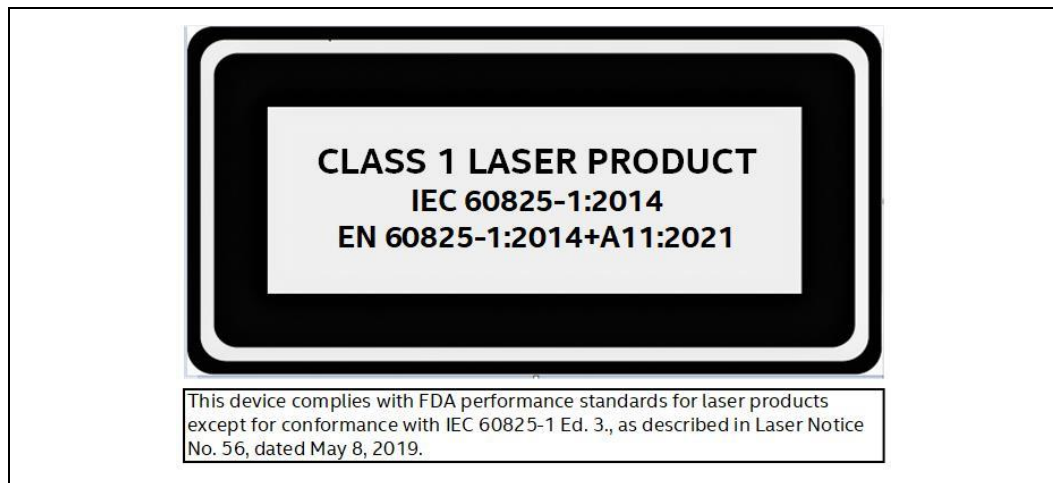 CLASS 1 LASER PRODUCT
IEC 60825-1:2014
EN 60825-1:2014+A11:2021
This device complies with FDA performance standards for laser products
except for conformance with IEC 60825-1 Ed. 3., as described in Laser Notice
No. 56, dated May 8, 2019.